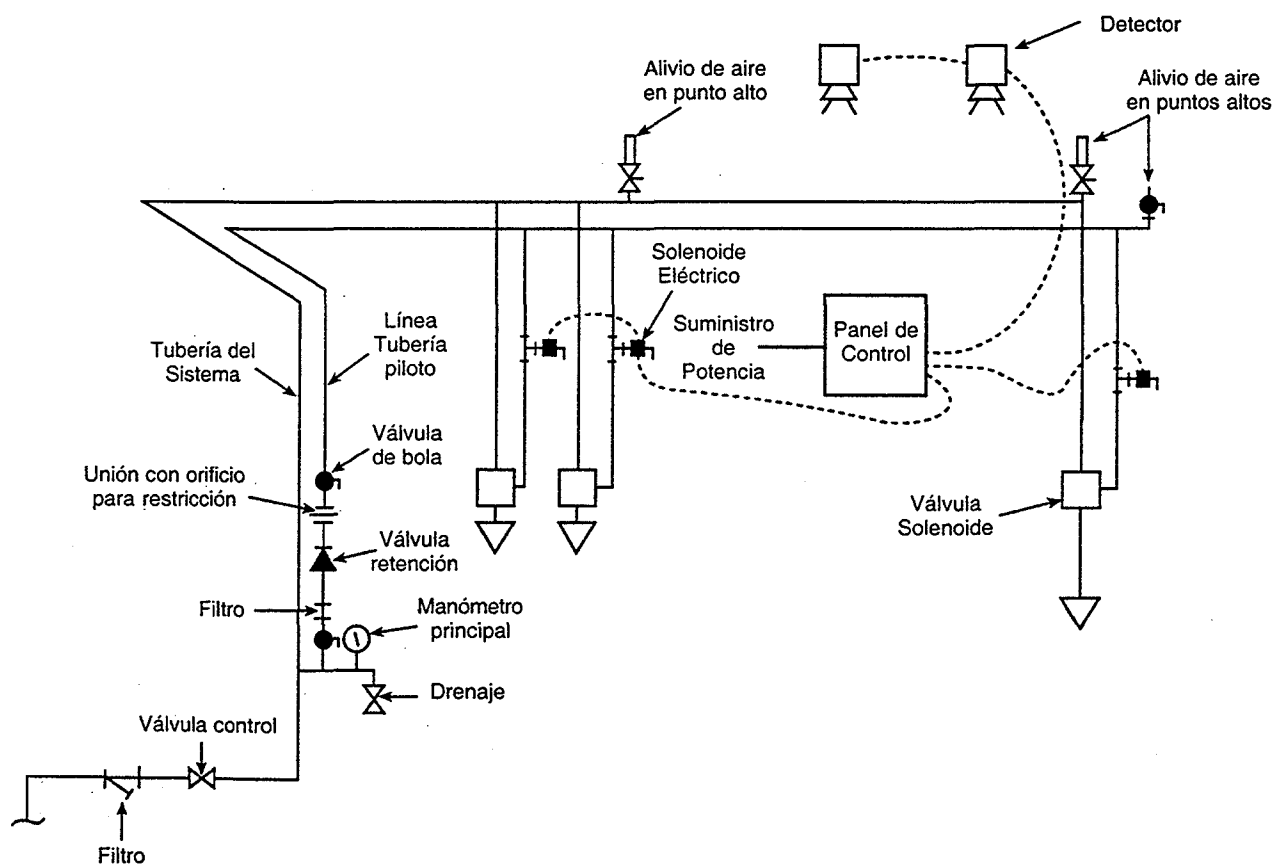 Detector
Alivio de aire
en punto alto
Alivio de aire
en puntos altos
Solenoide
Eléctrico
Suministro
de
Potencia
Panel de
Control
Línea
Tubería
piloto
Tubería del
Sistema
Válvula
de bola
Unión con orificio
para restricción
Válvula
Solenoide
Válvula
retención
Filtro
Manómetro
principal
Drenaje
Válvula control
Filtro